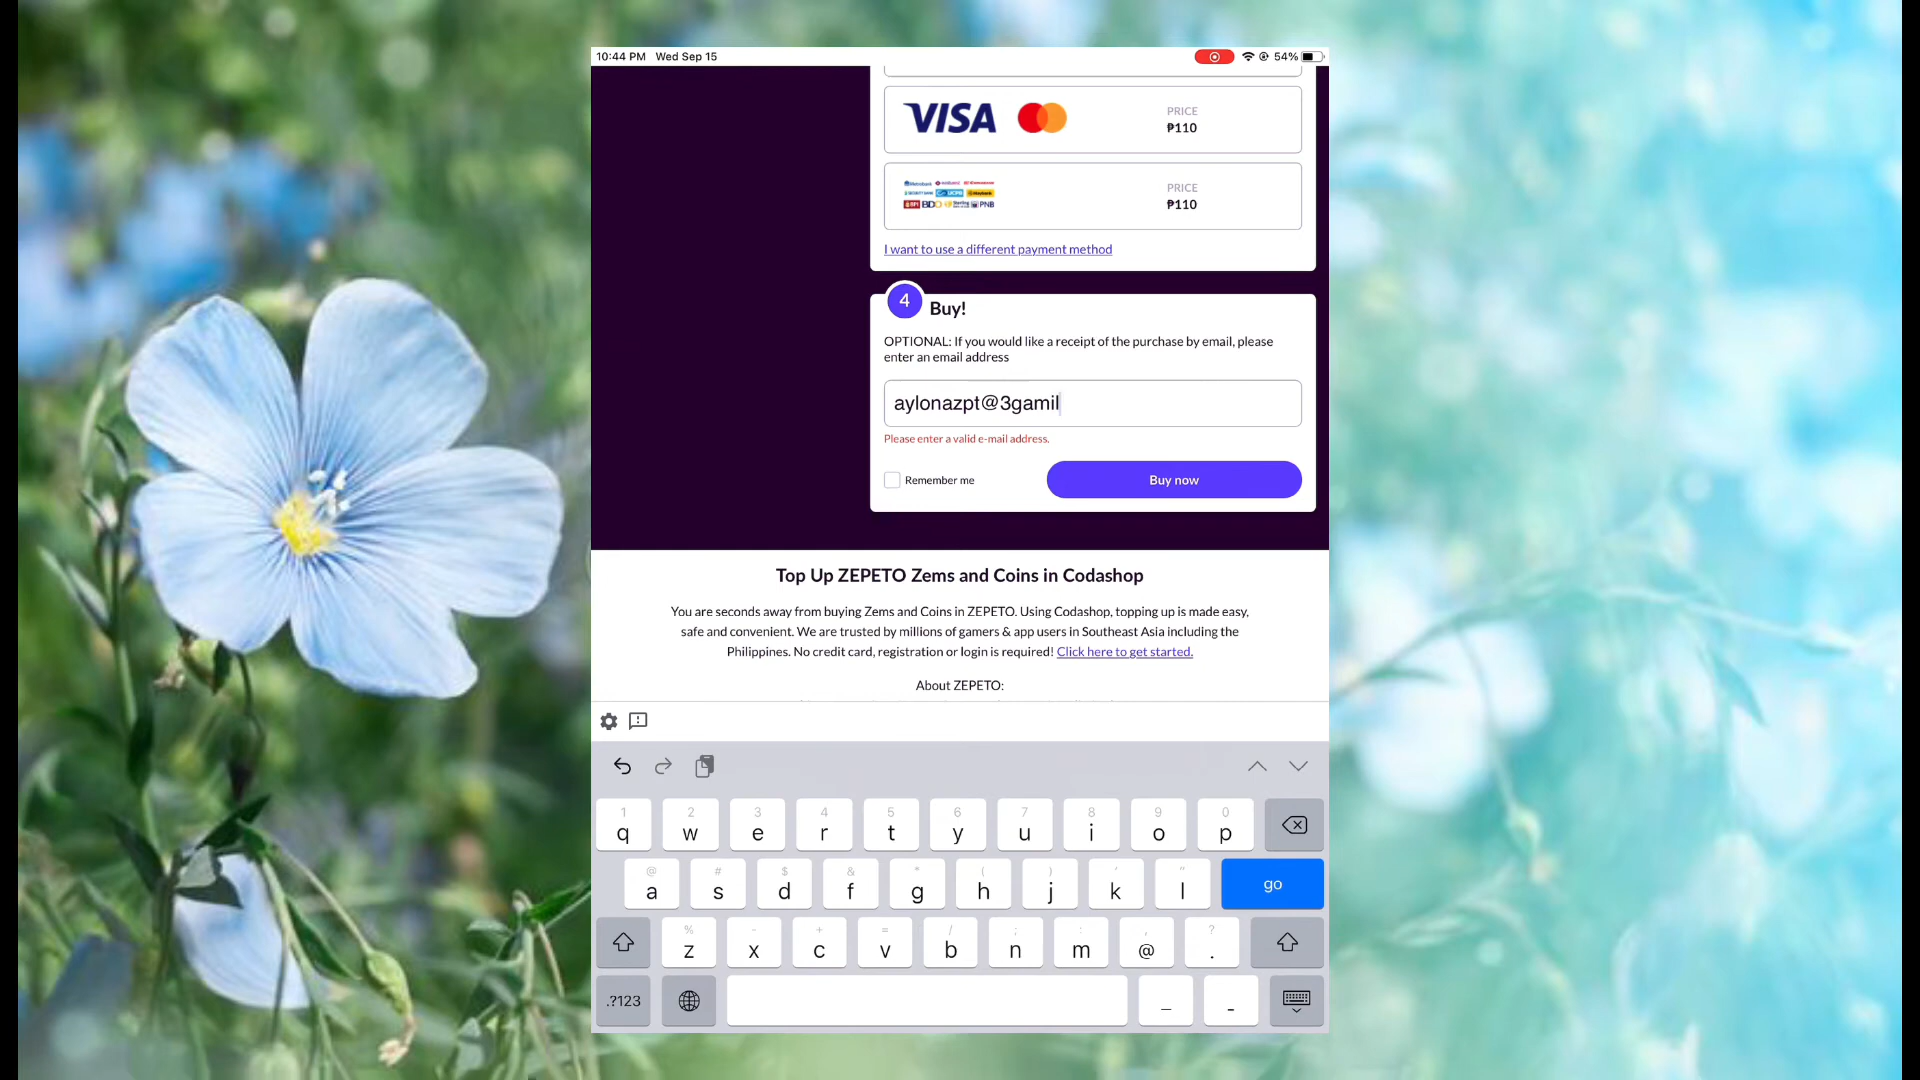 10:44 PM Wed Sep 15
54%
VISA
PRICE
₱110
PRICE
₱110
UCPB
BPI BDO PNB
I want to use a different payment method
4
Buy!
OPTIONAL: If you would like a receipt of the purchase by email, please
enter an email address
aylonazpt@3gamil
Please enter a valid e-mail address.
Remember me
Buy now
Top Up ZEPETO Zems and Coins in Codashop
You are seconds away from buying Zems and Coins in ZEPETO. Using Codashop, topping up is made easy,
safe and convenient. We are trusted by millions of gamers & app users in Southeast Asia including the
Philippines. No credit card, registration or login is required! Click here to get started.
About ZEPETO:
1 2 3 4 5 6 7 8 9 0
q w e r t y u i o p
@ # $ & * ( ) ' "
a s d f g h j k l
go
% - + = / ; : , ?
z x c v b n m @ .
.?123
_ -